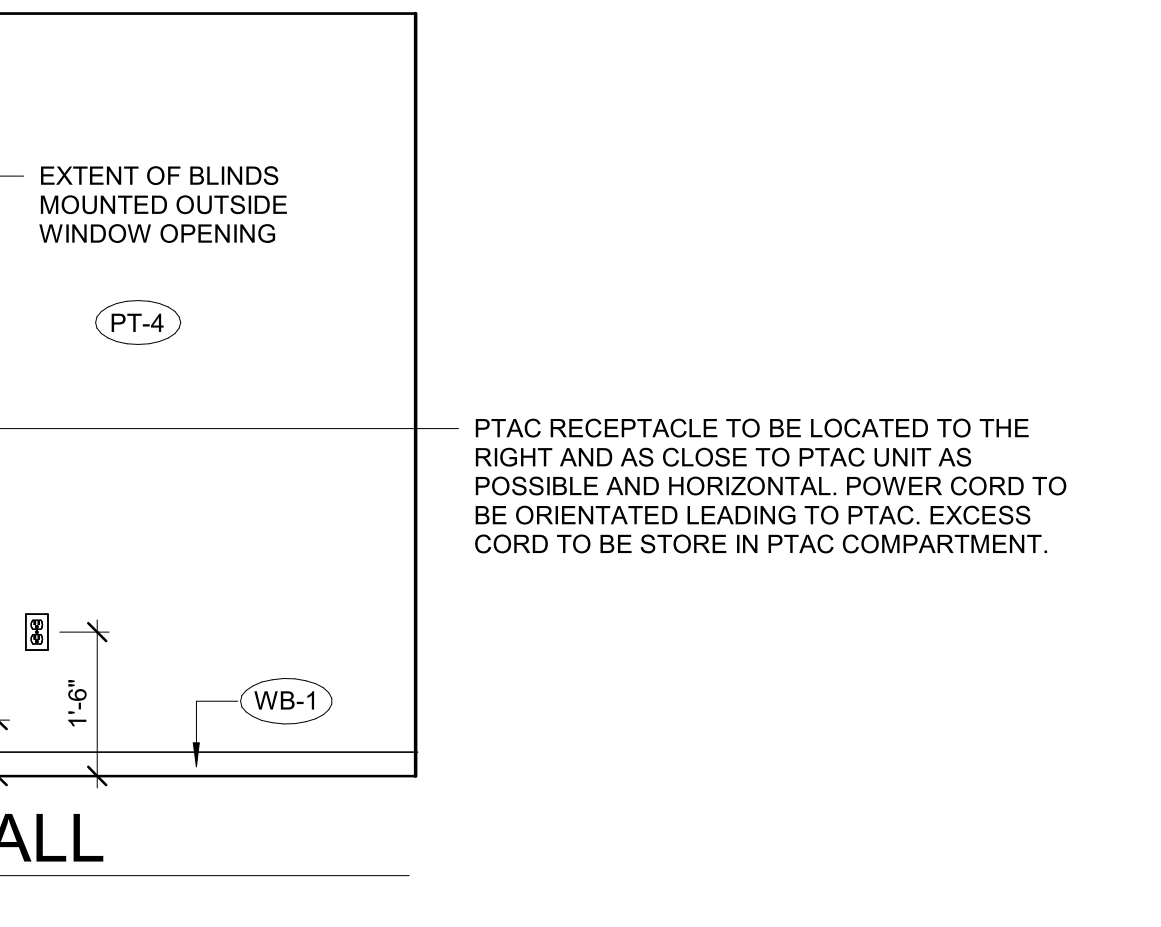 EXTENT OF BLINDS
MOUNTED OUTSIDE
WINDOW OPENING
PT-4
PTAC RECEPTACLE TO BE LOCATED TO THE
RIGHT AND AS CLOSE TO PTAC UNIT AS
POSSIBLE AND HORIZONTAL. POWER CORD TO
BE ORIENTATED LEADING TO PTAC. EXCESS
CORD TO BE STORE IN PTAC COMPARTMENT.
1'-6"
WB-1
ALL